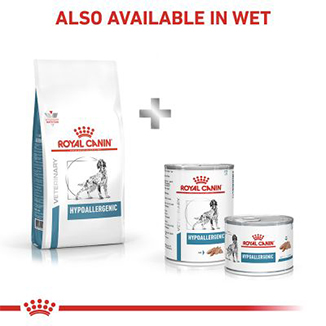 ALSO AVAILABLE IN WET
ROYAL CANIN
VETERINARY
HYPOALLERGENIC
ROYAL CANIN
HYPOALLERGENIC
ROYAL CANIN
HYPOALLERGENIC